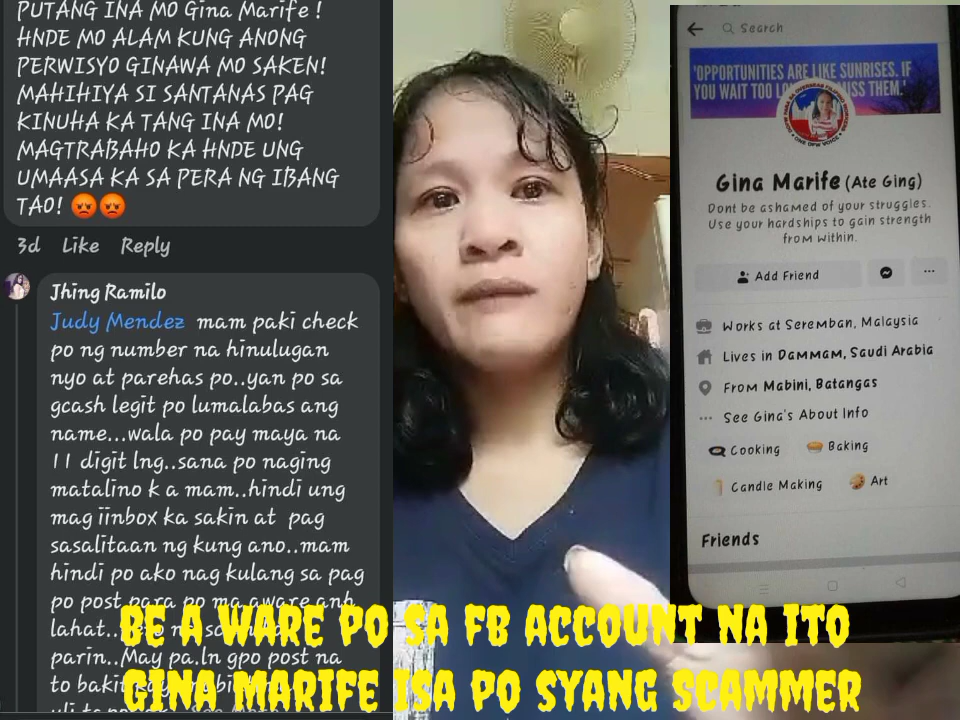 PUTANG INA MO Gina Marife !
HNDE MO ALAM KUNG ANONG
PERWISYO GINAWA MO SAKEN!
MAHIHIYA SI SANTANAS PAG
KINUHA KA TANG INA MO!
MAGTRABAHO KA HNDE UNG
UMAASA KA SA PERA NG IBANG
TAO! 😡😡
3d Like Reply
Jhing Ramilo
Judy Mendez mam paki check
po ng number na hinulugan
nyo at parehas po..yan po sa
gcash legit po lumalabas ang
name...wala po pay maya na
11 digit lng..sana po naging
matalino k a mam..hindi ung
mag iinbox ka sakin at pag
sasalitaan ng kung ano..mam
hindi po ako nag kulang sa pag
po post para po ma aware anh
lahat..
parin..May pa.ln gpo post na
to
Search
'OPPORTUNITIES ARE LIKE SUNRISES. IF
YOU WAIT TOO MISS THEM.'
Gina Marife (Ate Ging)
Dont be ashamed of your struggles.
Use your hardships to gain strength
from within.
Add Friend
Works at Seremban, Malaysia
Lives in Dammam, Saudi Arabia
From Mabini, Batangas
See Gina's About Info
Cooking Baking
Candle Making Art
Friends
BE A WARE PO SA FB ACCOUNT NA ITO
GINA MARIFE ISA PO SYANG SCAMMER